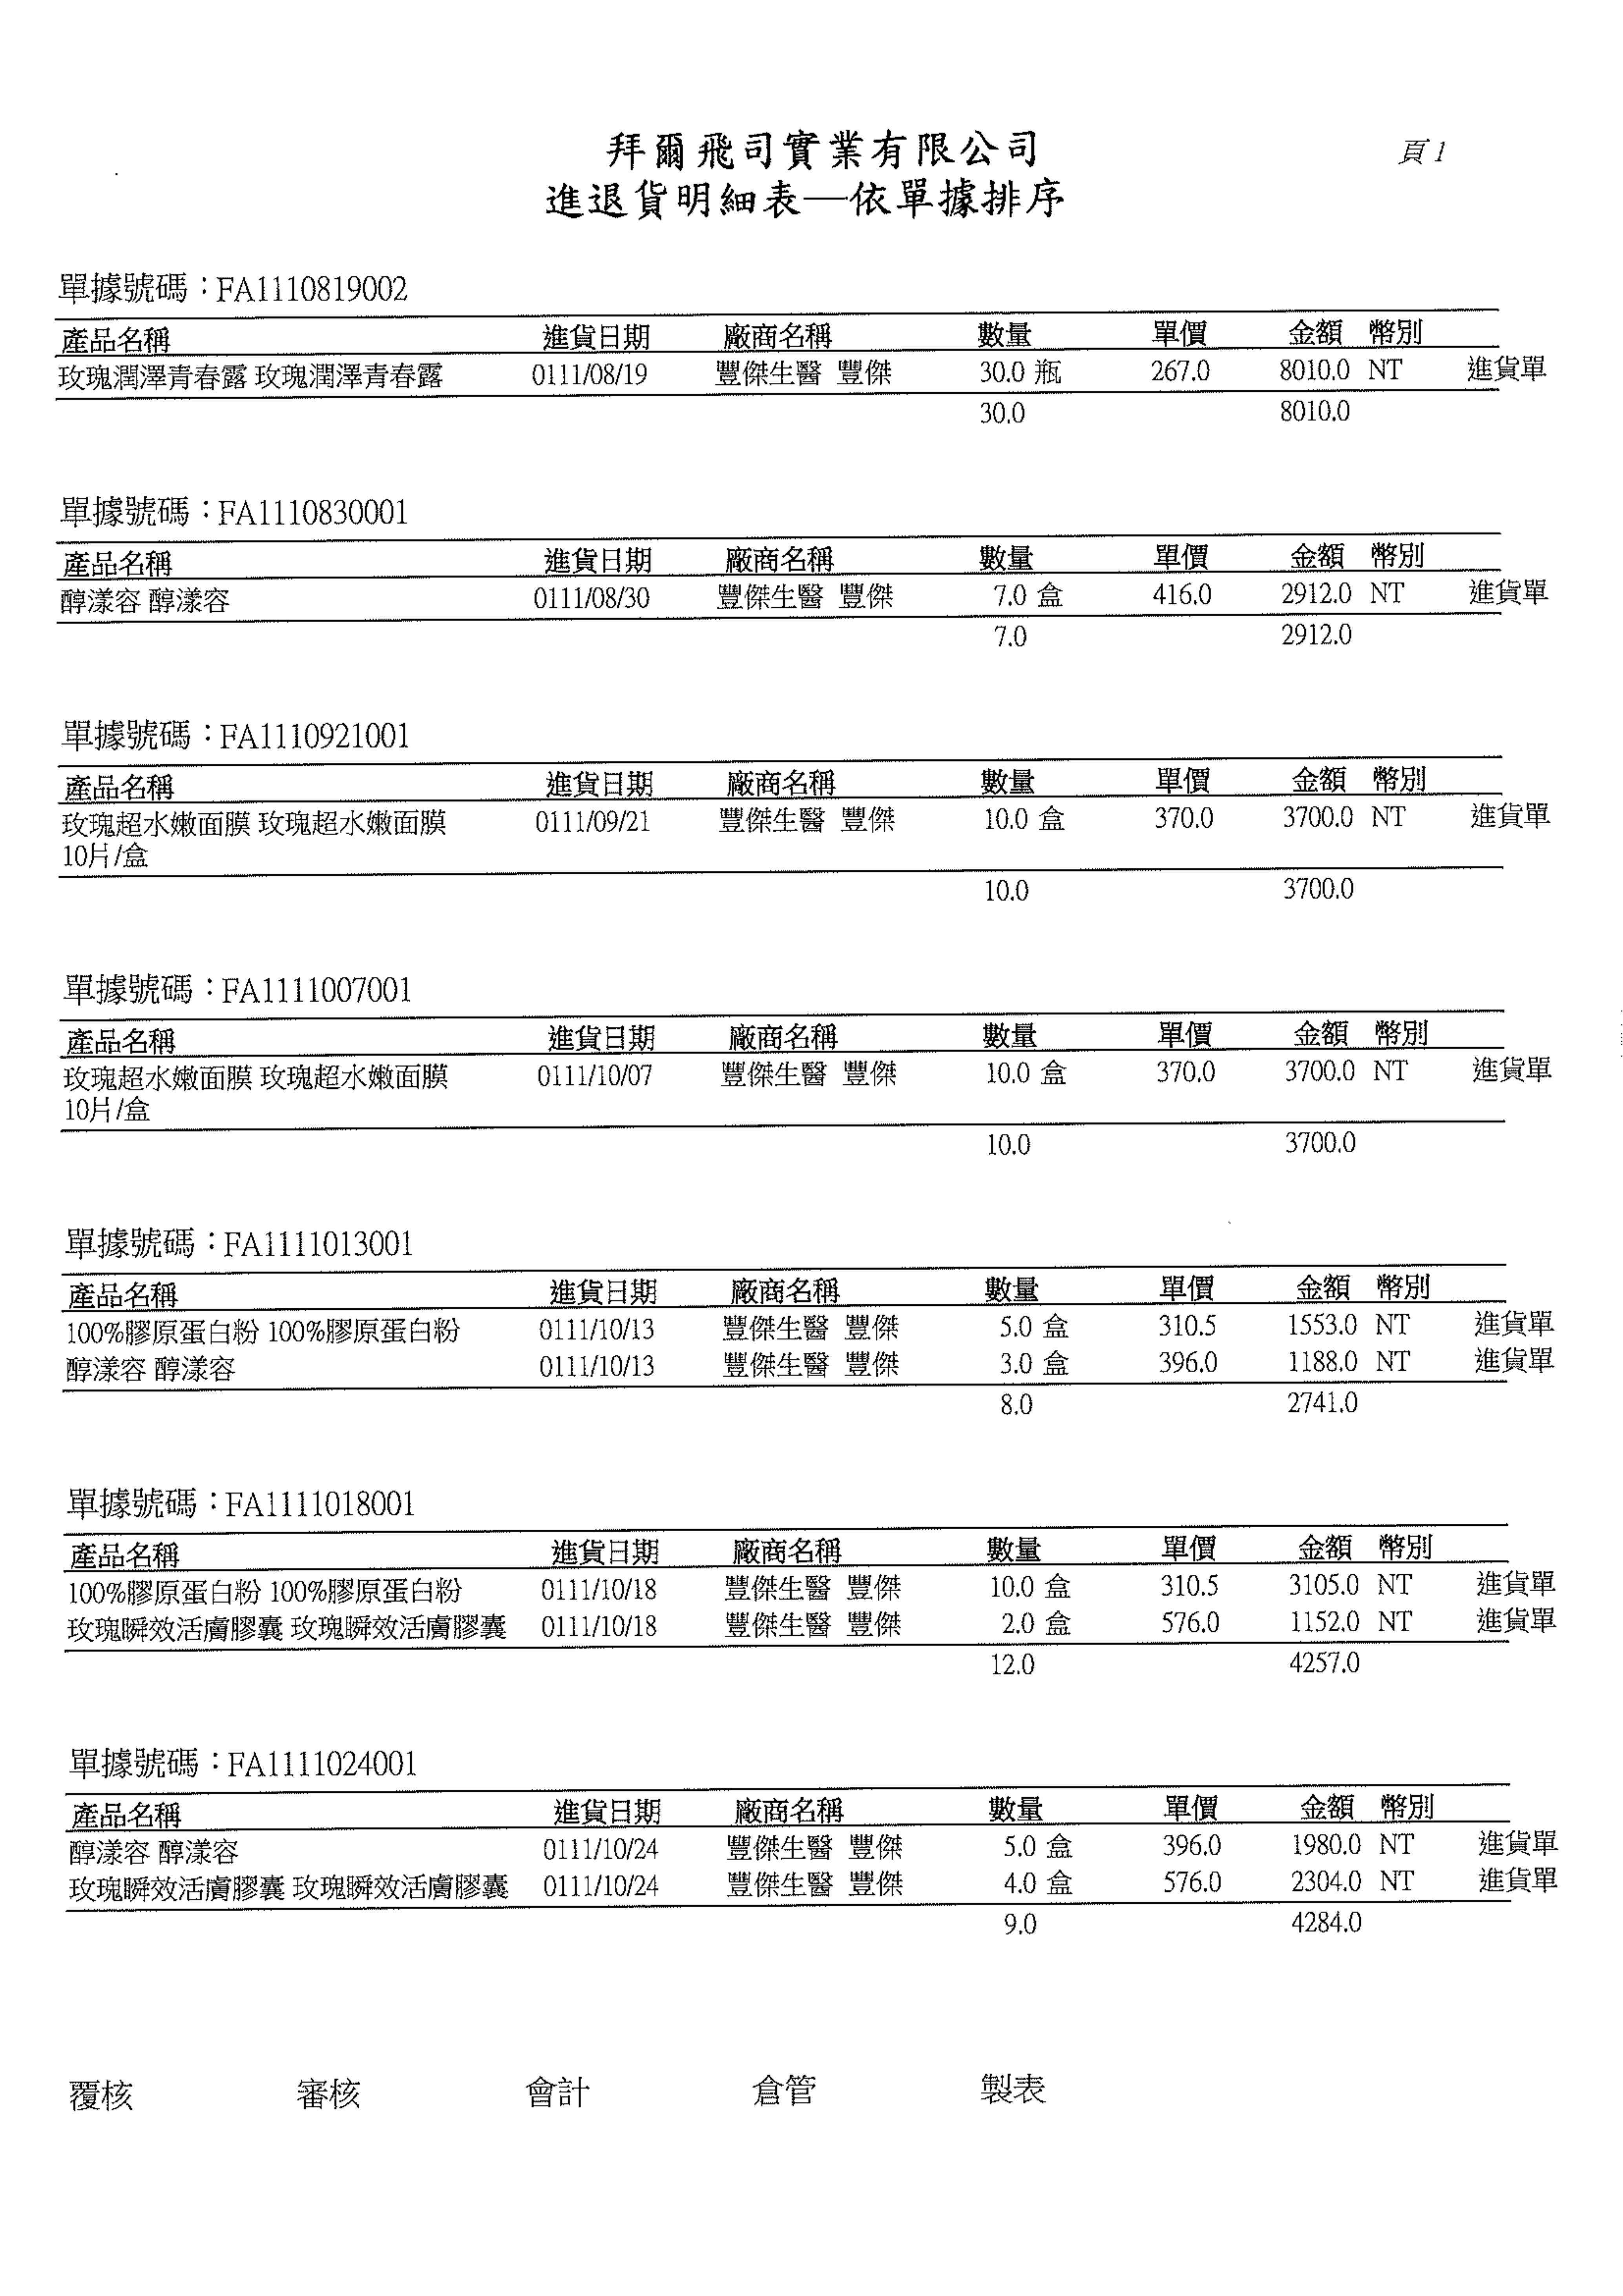 拜爾飛司實業有限公司 頁1
進退貨明細表—依單據排序
單據號碼：FA1110819002
產品名稱 進貨日期 廠商名稱 數量 單價 金額 幣別
玫瑰潤澤青春露 玫瑰潤澤青春露 0111/08/19 豐傑生醫 豐傑 30.0 瓶 267.0 8010.0 NT 進貨單
30.0 8010.0
單據號碼：FA1110830001
產品名稱 進貨日期 廠商名稱 數量 單價 金額 幣別
醇漾容 醇漾容 0111/08/30 豐傑生醫 豐傑 7.0 盒 416.0 2912.0 NT 進貨單
7.0 2912.0
單據號碼：FA1110921001
產品名稱 進貨日期 廠商名稱 數量 單價 金額 幣別
玫瑰超水嫩面膜 玫瑰超水嫩面膜 0111/09/21 豐傑生醫 豐傑 10.0 盒 370.0 3700.0 NT 進貨單
10片/盒
10.0 3700.0
單據號碼：FA1111007001
產品名稱 進貨日期 廠商名稱 數量 單價 金額 幣別
玫瑰超水嫩面膜 玫瑰超水嫩面膜 0111/10/07 豐傑生醫 豐傑 10.0 盒 370.0 3700.0 NT 進貨單
10片/盒
10.0 3700.0
單據號碼：FA1111013001
產品名稱 進貨日期 廠商名稱 數量 單價 金額 幣別
100%膠原蛋白粉 100%膠原蛋白粉 0111/10/13 豐傑生醫 豐傑 5.0 盒 310.5 1553.0 NT 進貨單
醇漾容 醇漾容 0111/10/13 豐傑生醫 豐傑 3.0 盒 396.0 1188.0 NT 進貨單
8.0 2741.0
單據號碼：FA1111018001
產品名稱 進貨日期 廠商名稱 數量 單價 金額 幣別
100%膠原蛋白粉 100%膠原蛋白粉 0111/10/18 豐傑生醫 豐傑 10.0 盒 310.5 3105.0 NT 進貨單
玫瑰瞬效活膚膠囊 玫瑰瞬效活膚膠囊 0111/10/18 豐傑生醫 豐傑 2.0 盒 576.0 1152.0 NT 進貨單
12.0 4257.0
單據號碼：FA1111024001
產品名稱 進貨日期 廠商名稱 數量 單價 金額 幣別
醇漾容 醇漾容 0111/10/24 豐傑生醫 豐傑 5.0 盒 396.0 1980.0 NT 進貨單
玫瑰瞬效活膚膠囊 玫瑰瞬效活膚膠囊 0111/10/24 豐傑生醫 豐傑 4.0 盒 576.0 2304.0 NT 進貨單
9.0 4284.0
覆核 審核 會計 倉管 製表